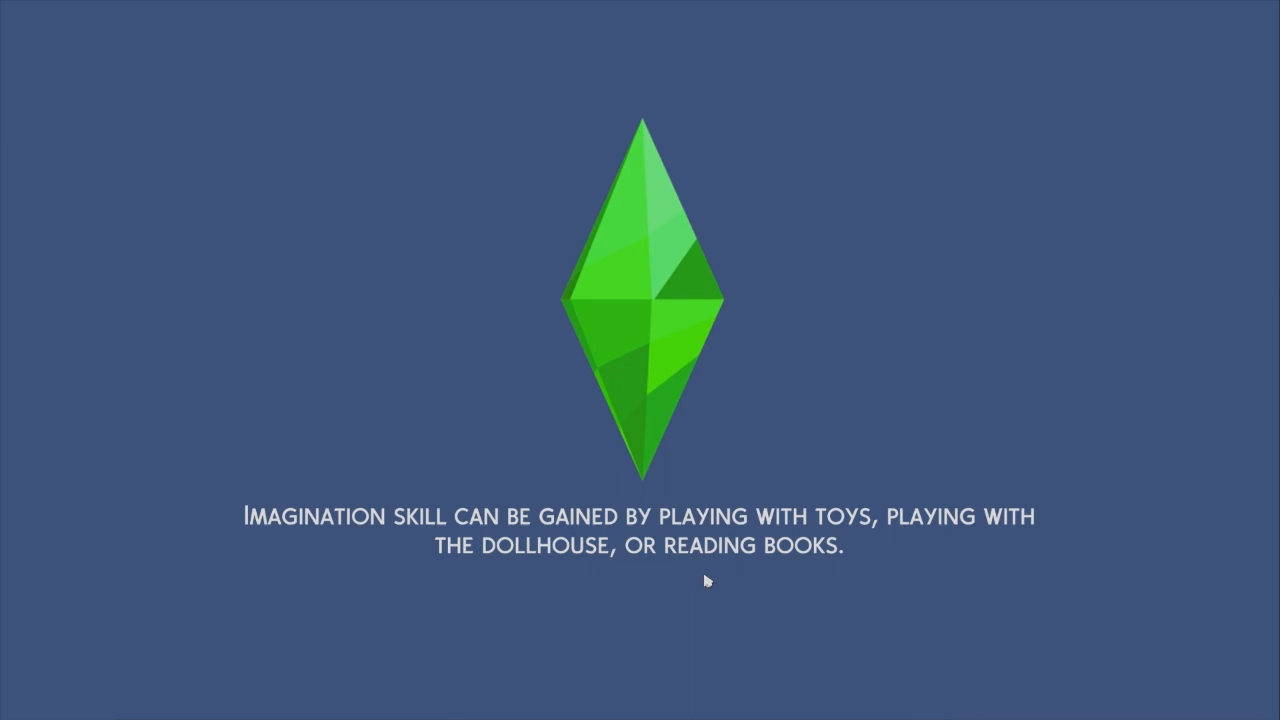 Imagination skill can be gained by playing with toys, playing with
the dollhouse, or reading books.